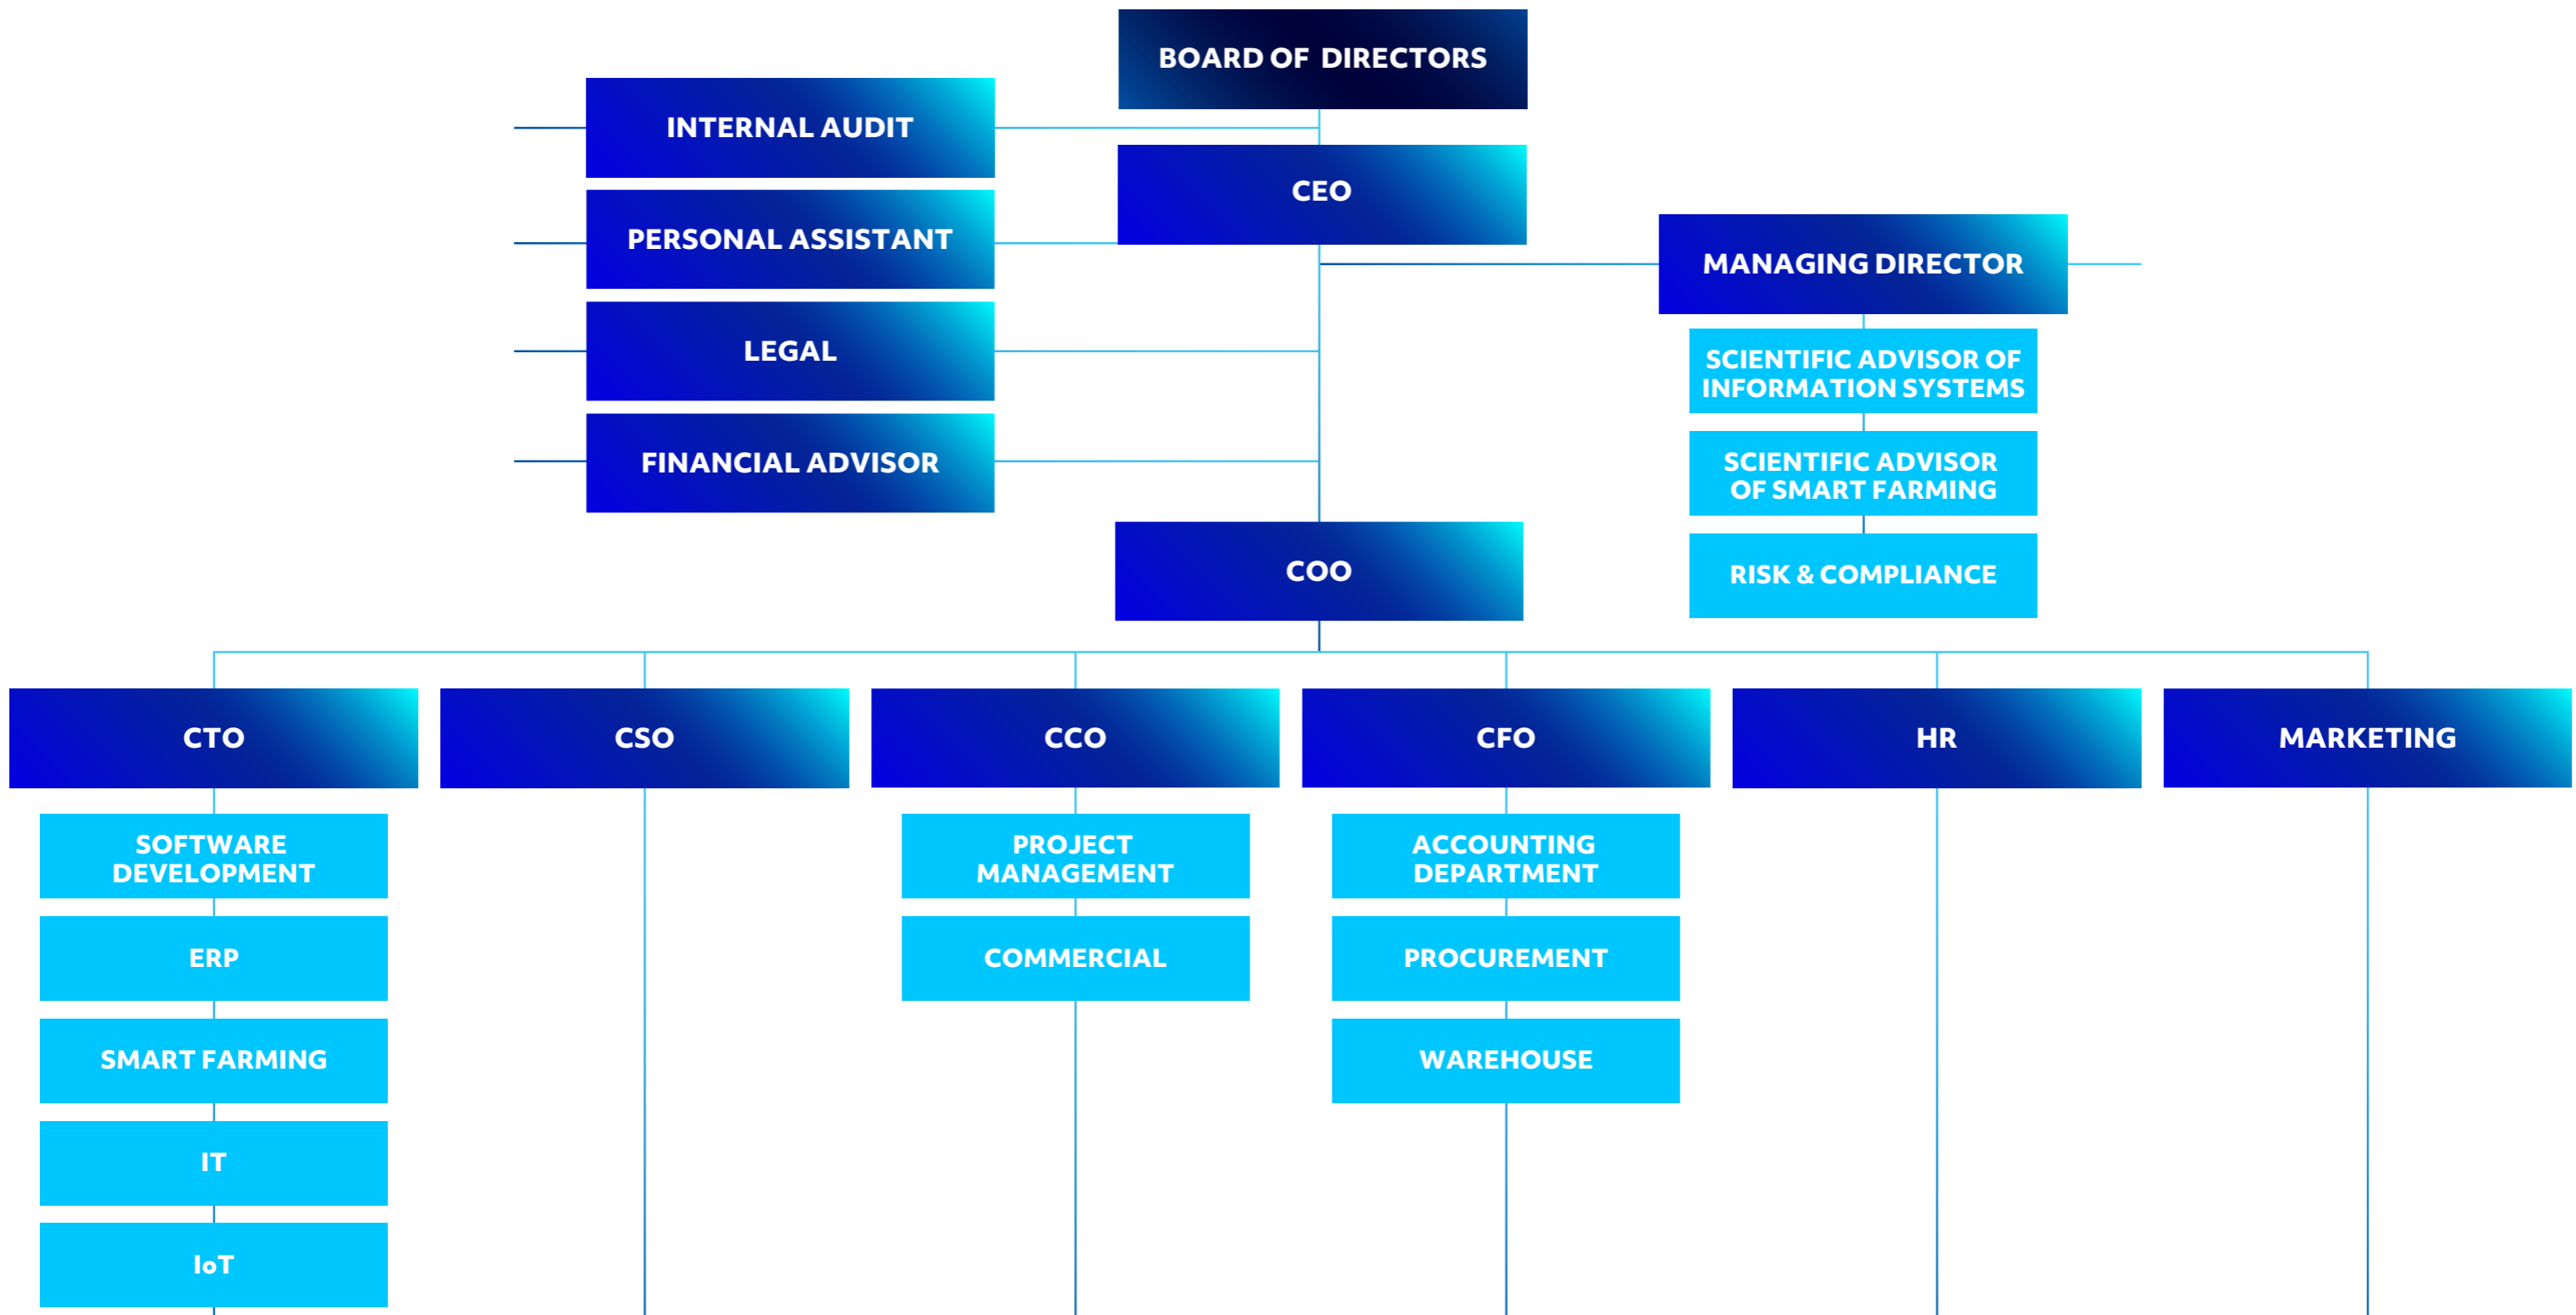 BOARD OF DIRECTORS
INTERNAL AUDIT
CEO
PERSONAL ASSISTANT
MANAGING DIRECTOR
LEGAL
SCIENTIFIC ADVISOR OF
INFORMATION SYSTEMS
FINANCIAL ADVISOR
SCIENTIFIC ADVISOR
OF SMART FARMING
COO
RISK & COMPLIANCE
CTO
CSO
CCO
CFO
HR
MARKETING
SOFTWARE
DEVELOPMENT
PROJECT
MANAGEMENT
ACCOUNTING
DEPARTMENT
ERP
COMMERCIAL
PROCUREMENT
SMART FARMING
WAREHOUSE
IT
IoT